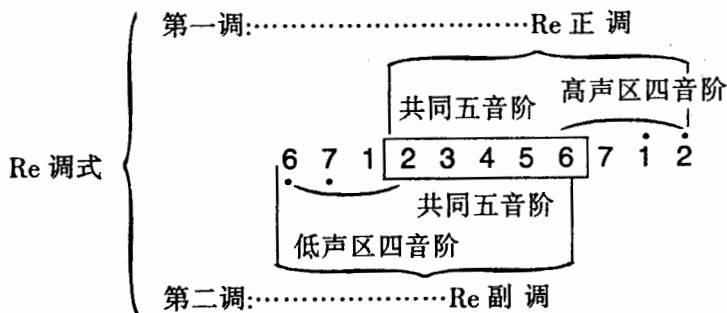 第一调:……………………Re 正 调
共同五音阶 高声区四音阶
Re 调式
6̣ 7̣ 1 2 3 4 5 6 7 1̇ 2̇
共同五音阶
低声区四音阶
第二调:………………Re 副 调